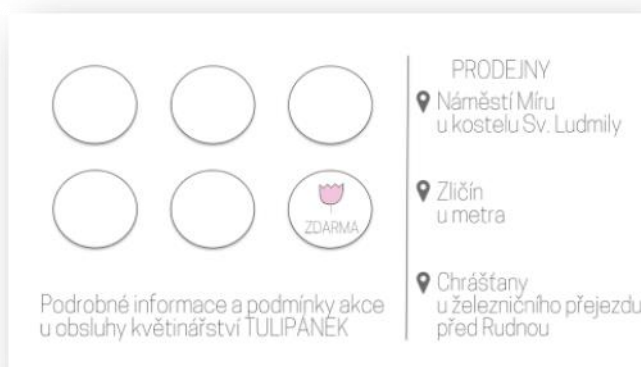 ZDARMA
Podrobné informace a podmínky akce
u obsluhy květinářství TULIPÁNEK
PRODEJNY
Náměstí Míru
u kostelu Sv. Ludmily
Zličín
u metra
Chrášťany
u železničního přejezdu
před Rudnou